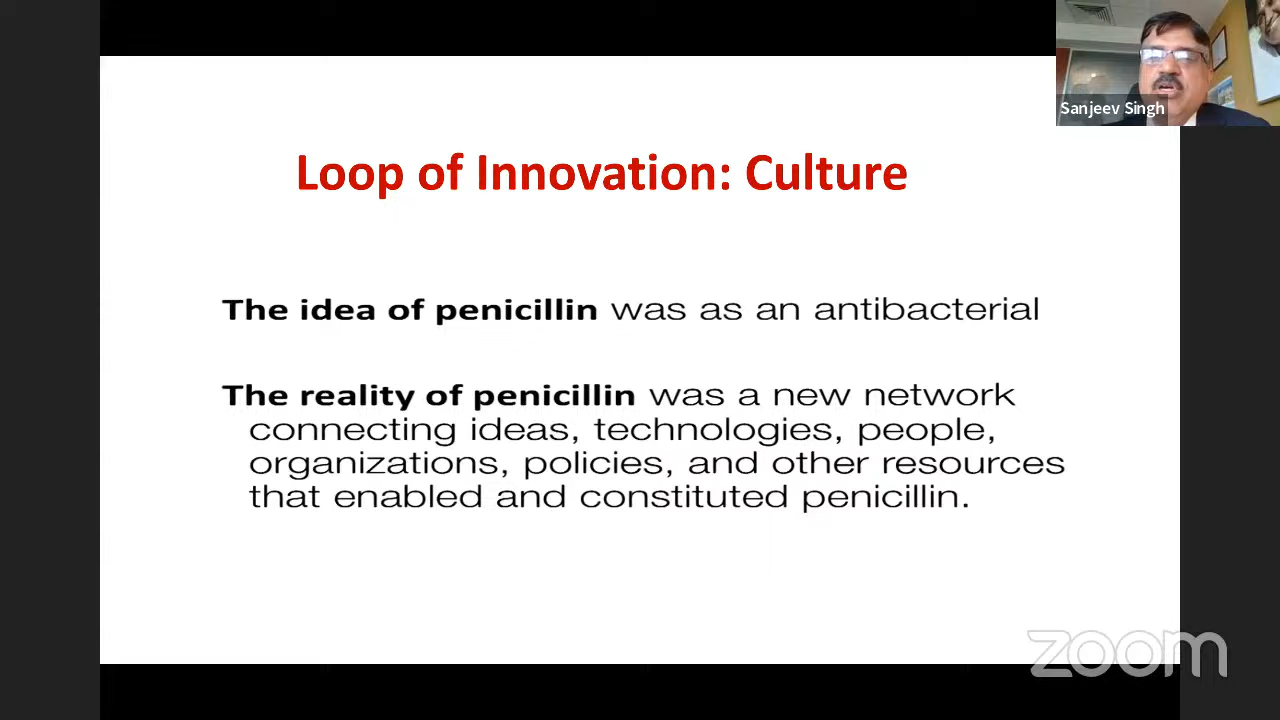 Sanjeev Singh
Loop of Innovation: Culture
The idea of penicillin was as an antibacterial
The reality of penicillin was a new network
connecting ideas, technologies, people,
organizations, policies, and other resources
that enabled and constituted penicillin.
zoom